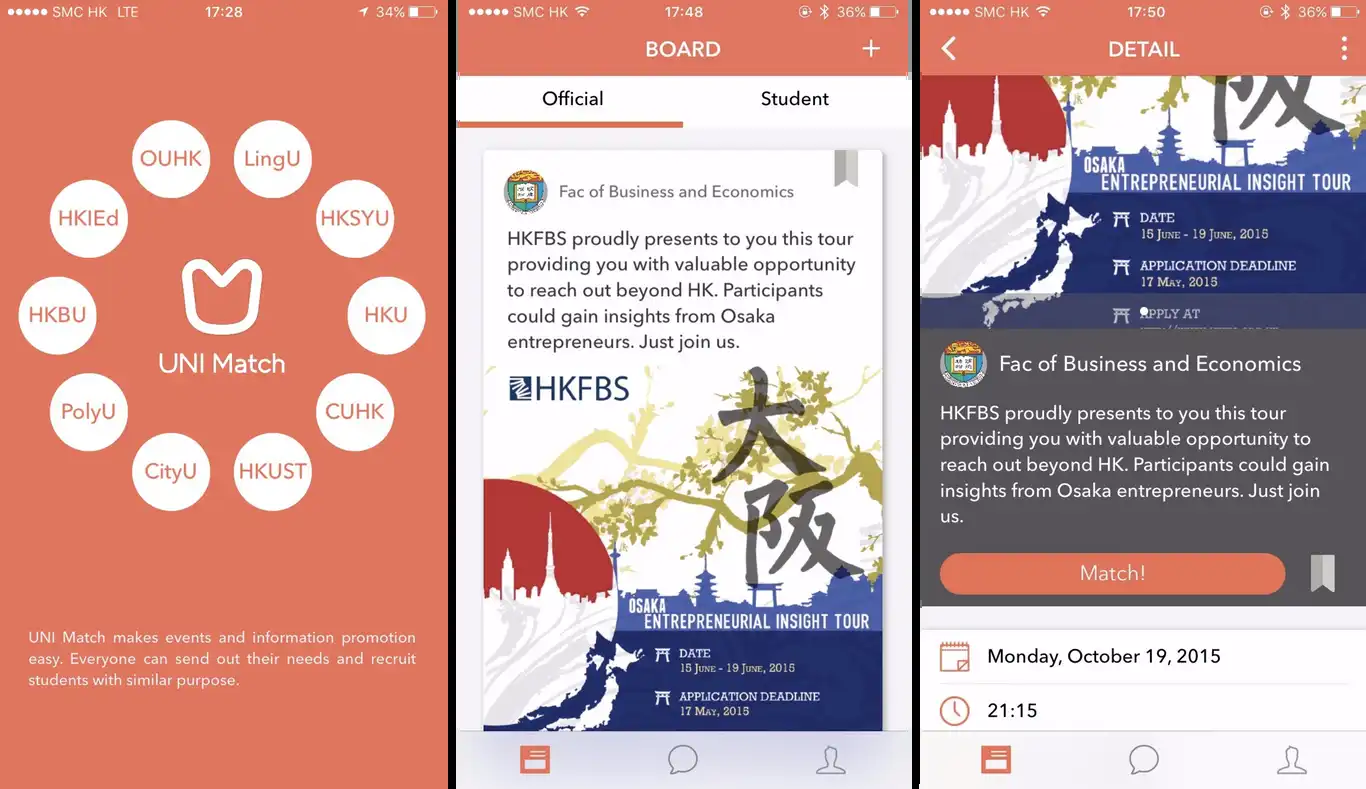 SMC HK LTE 17:28 34%
OUHK LingU
HKIEd HKSYU
HKBU HKU
UNI Match
PolyU CUHK
CityU HKUST
UNI Match makes events and information promotion
easy. Everyone can send out their needs and recruit
students with similar purpose.
SMC HK 17:48 36%
BOARD +
Official Student
Fac of Business and Economics
HKFBS proudly presents to you this tour
providing you with valuable opportunity
to reach out beyond HK. Participants
could gain insights from Osaka
entrepreneurs. Just join us.
HKFBS
大
阪
OSAKA
ENTREPRENEURIAL INSIGHT TOUR
DATE
15 JUNE - 19 JUNE, 2015
APPLICATION DEADLINE
17 MAY, 2015
SMC HK 17:50 36%
DETAIL
阪
OSAKA
ENTREPRENEURIAL INSIGHT TOUR
DATE
15 JUNE - 19 JUNE, 2015
APPLICATION DEADLINE
17 MAY, 2015
APPLY AT
Fac of Business and Economics
HKFBS proudly presents to you this tour
providing you with valuable opportunity to
reach out beyond HK. Participants could gain
insights from Osaka entrepreneurs. Just join
us.
Match!
Monday, October 19, 2015
21:15